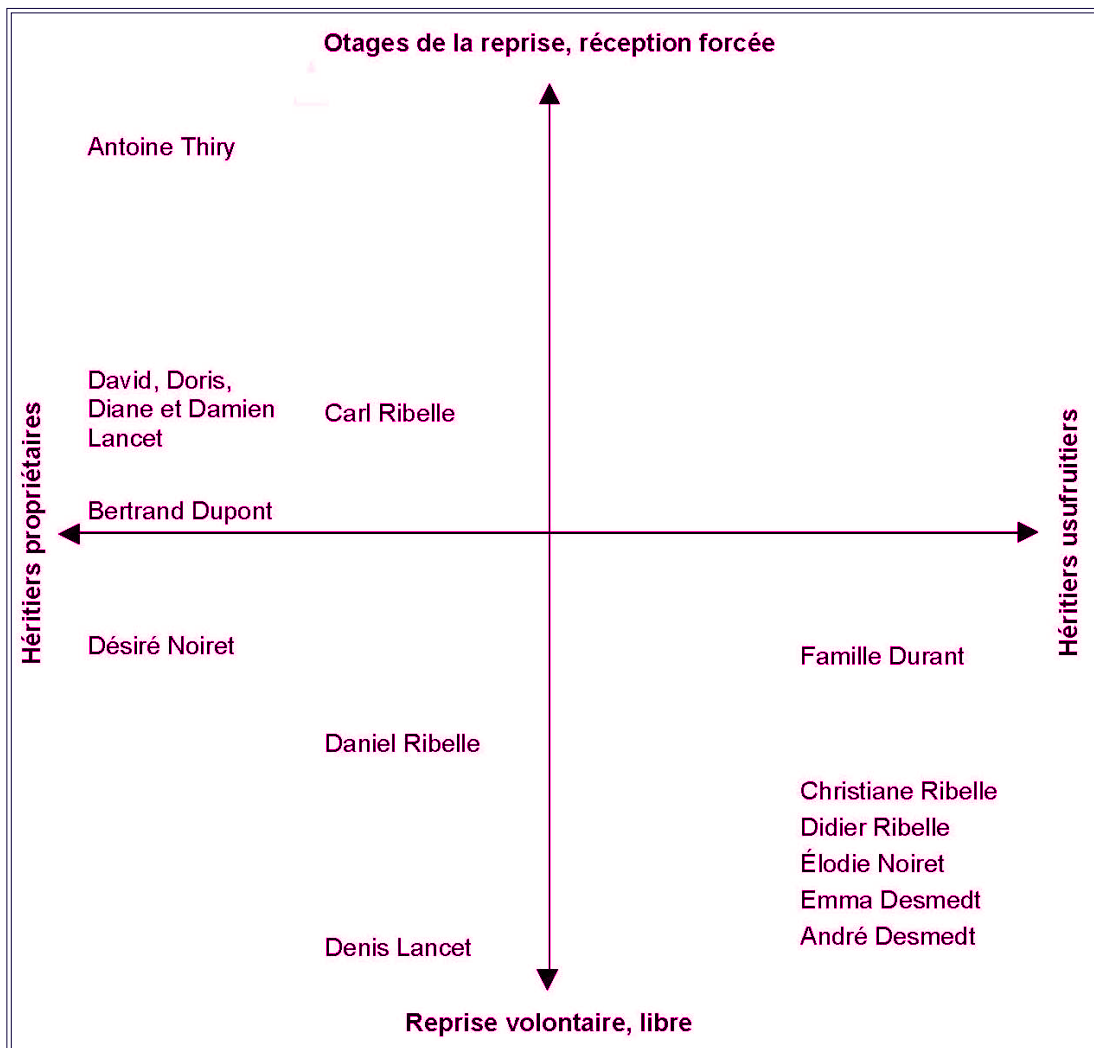 Otages de la reprise, réception forcée
Antoine Thiry
David, Doris,
Diane et Damien
Lancet
Carl Ribelle
Héritiers propriétaires
Héritiers usufruitiers
Bertrand Dupont
Désiré Noiret
Famille Durant
Daniel Ribelle
Christiane Ribelle
Didier Ribelle
Élodie Noiret
Emma Desmedt
André Desmedt
Denis Lancet
Reprise volontaire, libre